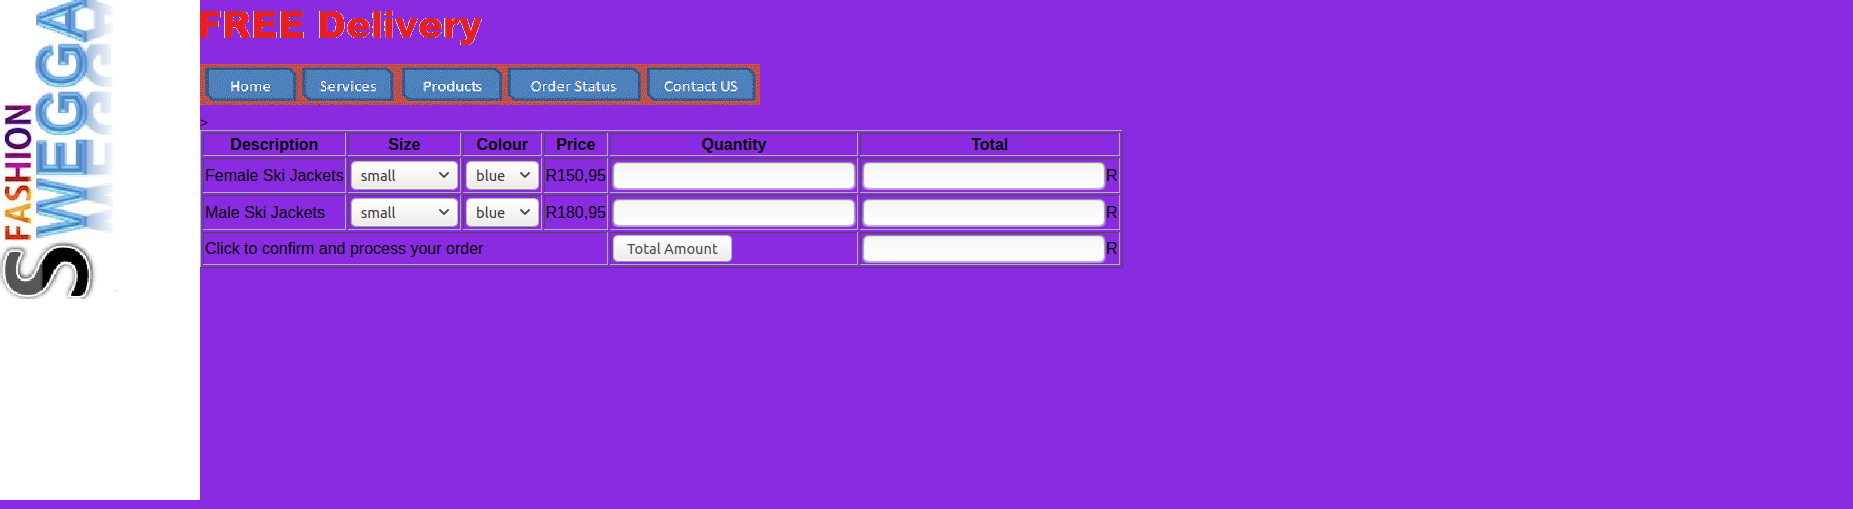 FASHION
SWEGGA
FREE Delivery
Home Services Products Order Status Contact US
>
Description Size Colour Price Quantity Total
Female Ski Jackets small blue R150,95 R
Male Ski Jackets small blue R180,95 R
Click to confirm and process your order Total Amount R